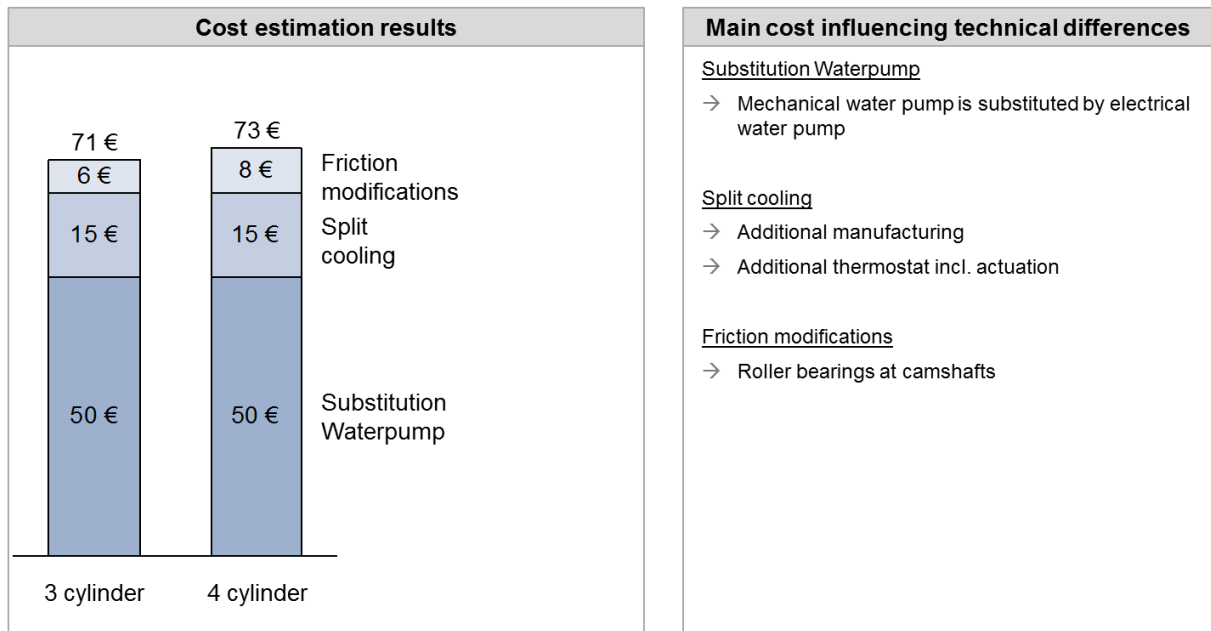 Cost estimation results
71 €
73 €
6 €
8 €
Friction
modifications
15 €
15 €
Split
cooling
50 €
50 €
Substitution
Waterpump
3 cylinder
4 cylinder
Main cost influencing technical differences
Substitution Waterpump
→ Mechanical water pump is substituted by electrical
water pump
Split cooling
→ Additional manufacturing
→ Additional thermostat incl. actuation
Friction modifications
→ Roller bearings at camshafts